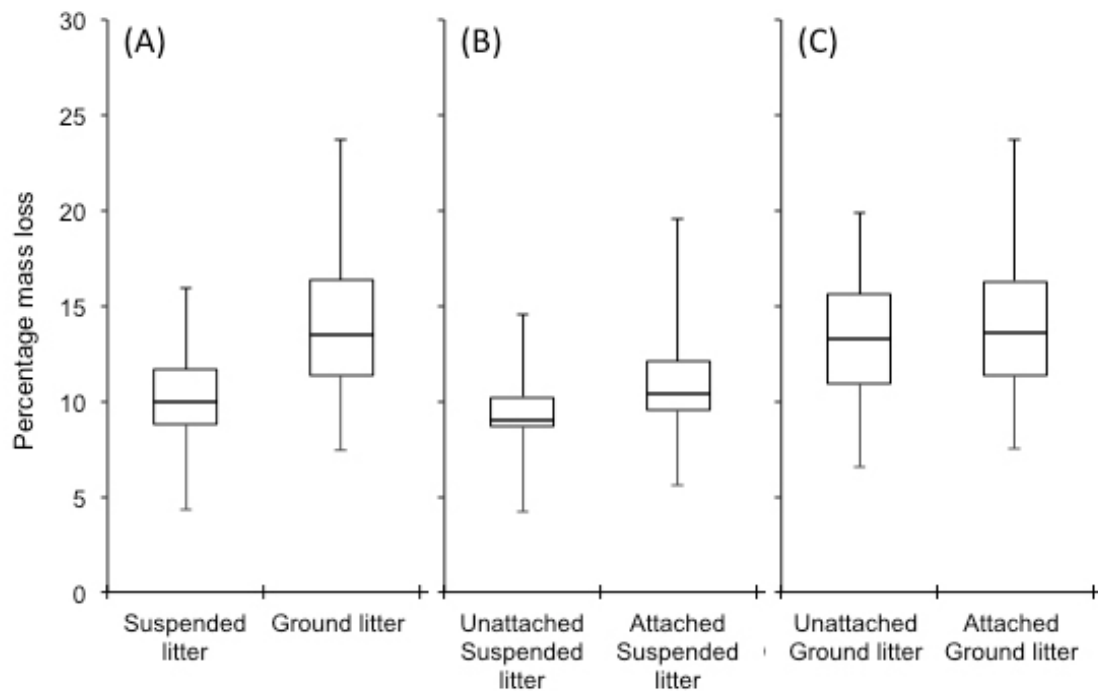 30
(A)
(B)
(C)
25
20
15
10
5
0
Percentage mass loss
Suspended
litter
Ground litter
Unattached
Suspended
litter
Attached
Suspended
litter
Unattached
Ground litter
Attached
Ground litter